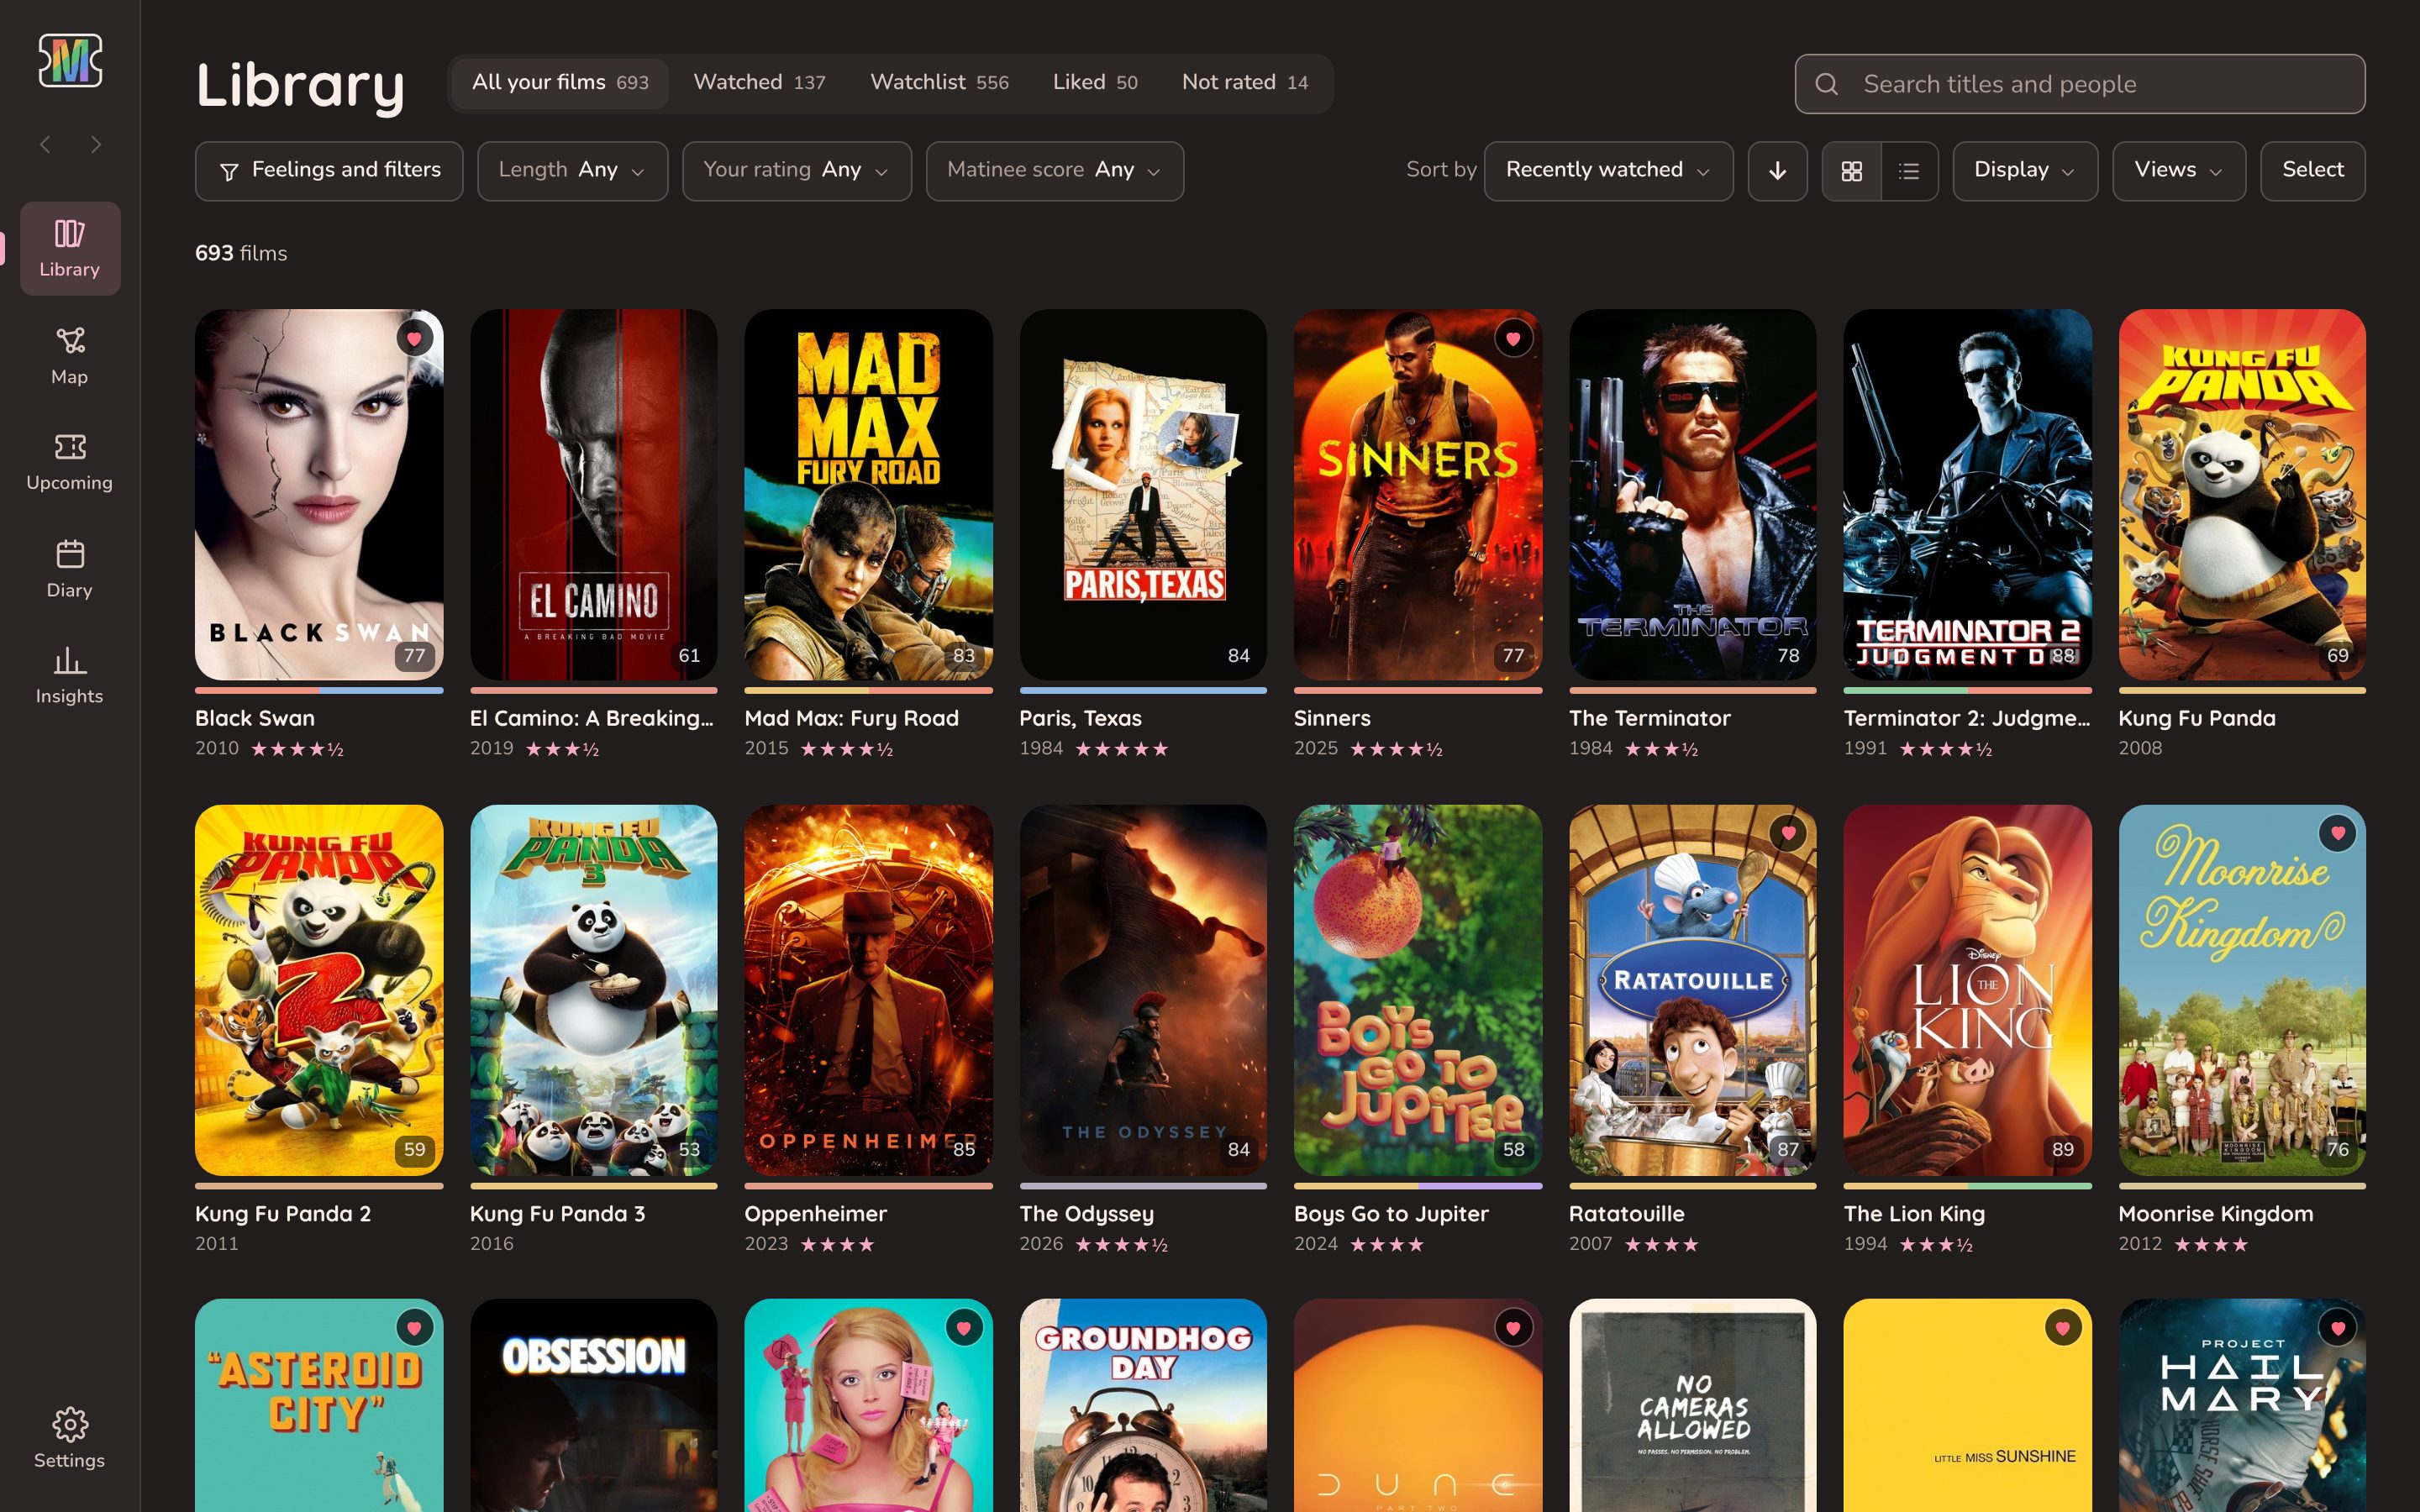 M
Library
All your films 693
Watched 137
Watchlist 556
Liked 50
Not rated 14
Search titles and people
Feelings and filters
Length Any
Your rating Any
Matinee score Any
Sort by Recently watched
Display
Views
Select
Library
Map
Upcoming
Diary
Insights
Settings
693 films
BLACK SWAN
77
EL CAMINO
A BREAKING BAD MOVIE
61
MAD
MAX
FURY ROAD
83
PARIS, TEXAS
84
SINNERS
77
THE
TERMINATOR
78
TERMINATOR 2
JUDGMENT D
88
KUNG FU
PANDA
69
Black Swan
2010 ★★★★½
El Camino: A Breaking…
2019 ★★★½
Mad Max: Fury Road
2015 ★★★★½
Paris, Texas
1984 ★★★★★
Sinners
2025 ★★★★½
The Terminator
1984 ★★★½
Terminator 2: Judgme…
1991 ★★★★½
Kung Fu Panda
2008
KUNG FU
PANDA
2
59
KUNG FU
PANDA
3
53
OPPENHEIMER
85
THE ODYSSEY
84
BOYS
GO TO
JUPITER
58
RATATOUILLE
87
DISNEY
THE
LION
KING
89
Moonrise
Kingdom
76
Kung Fu Panda 2
2011
Kung Fu Panda 3
2016
Oppenheimer
2023 ★★★★
The Odyssey
2026 ★★★★½
Boys Go to Jupiter
2024 ★★★★
Ratatouille
2007 ★★★★
The Lion King
1994 ★★★½
Moonrise Kingdom
2012 ★★★★
"ASTEROID
CITY"
OBSESSION
GROUNDHOG
DAY
DUNE
PART TWO
NO
CAMERAS
ALLOWED
NO PASSES. NO PERMISSION. NO PROBLEM.
LITTLE MISS SUNSHINE
PROJECT
HAIL
MARY